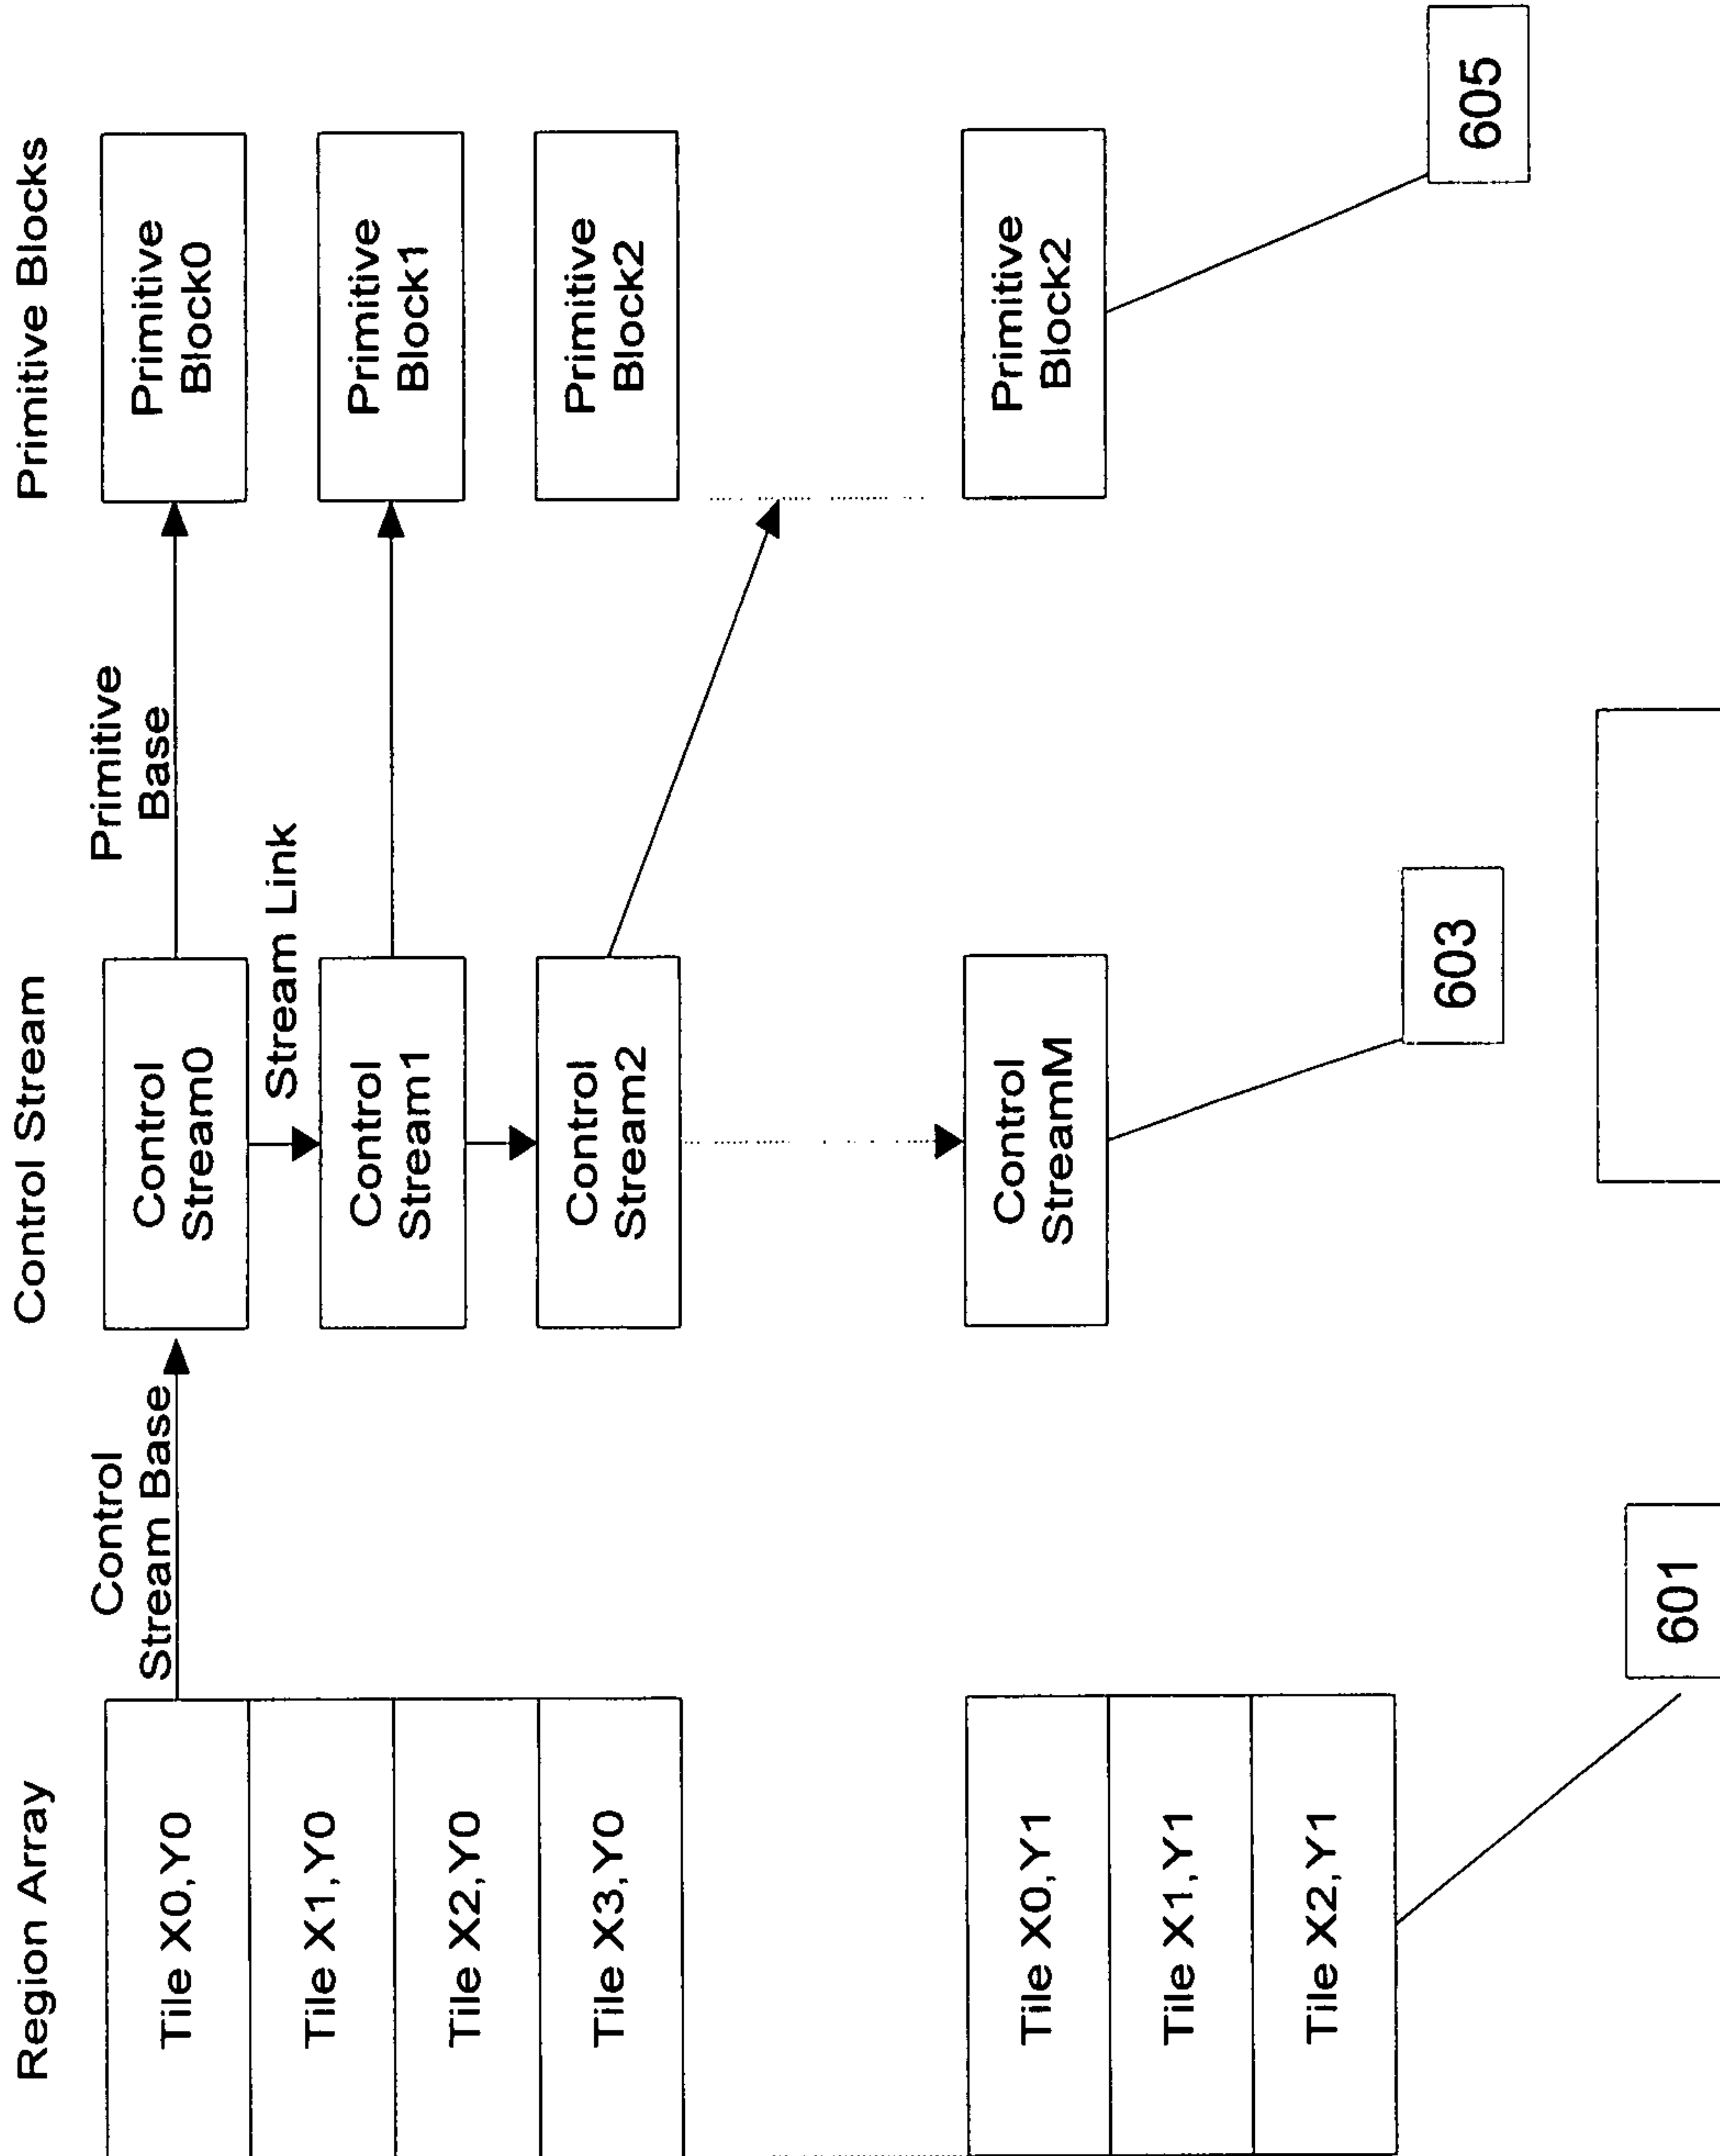 Region Array
Control Stream
Primitive Blocks
Tile X0,Y0
Tile X1,Y0
Tile X2,Y0
Tile X3,Y0
Tile X0,Y1
Tile X1,Y1
Tile X2,Y1
601
Control
Stream Base
Control
Stream0
Stream Link
Control
Stream1
Control
Stream2
Control
StreamM
603
Primitive
Base
Primitive
Block0
Primitive
Block1
Primitive
Block2
Primitive
Block2
605